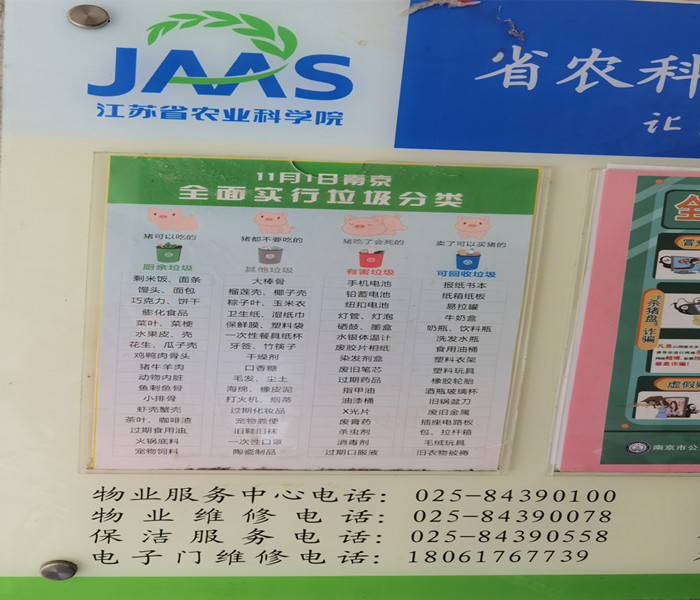 JAAS
江苏省农业科学院
省农科
让
11月1日南京
全面实行垃圾分类
猪可以吃的 猪都不要吃的 猪吃了会死的 卖了可以买猪的
厨余垃圾 其他垃圾 有害垃圾 可回收垃圾
剩米饭、面条 大棒骨 手机电池 报纸书本
馒头、面包 榴莲壳、椰子壳 铅蓄电池 纸箱纸板
巧克力、饼干 粽子叶、玉米衣 纽扣电池 易拉罐
膨化食品 卫生纸、湿纸巾 灯管、灯泡 牛奶盒
菜叶、菜梗 保鲜膜、塑料袋 硒鼓、墨盒 奶瓶、饮料瓶
水果皮、壳 一次性餐具纸杯 水银体温计 洗发水瓶
花生、瓜子壳 牙签、竹筷子 废胶片相纸 食用油桶
鸡鸭肉骨头 干燥剂 染发剂盒 塑料衣架
猪牛羊肉 口香糖 废旧笔芯 塑料玩具
动物内脏 毛发、尘土 过期药品 橡胶轮胎
鱼刺鱼骨 海绵、橡皮泥 指甲油 酒瓶玻璃杯
小排骨 打火机、烟蒂 油漆桶 旧锅盆刀
虾壳蟹壳 过期化妆品 X光片 废旧金属
茶叶、咖啡渣 宠物粪便 废膏药 插座电路板
过期食用油 旧鞋旧袜 杀虫剂 包、拉杆箱
火锅底料 一次性口罩 消毒剂 毛绒玩具
宠物饲料 陶瓷制品 过期口服液 旧衣物被褥
全
杀猪盘诈骗
虚假
南京市公
物业服务中心电话：025-84390100
物业维修电话：025-84390078
保洁服务电话：025-84390558
电子门维修电话：18061767739